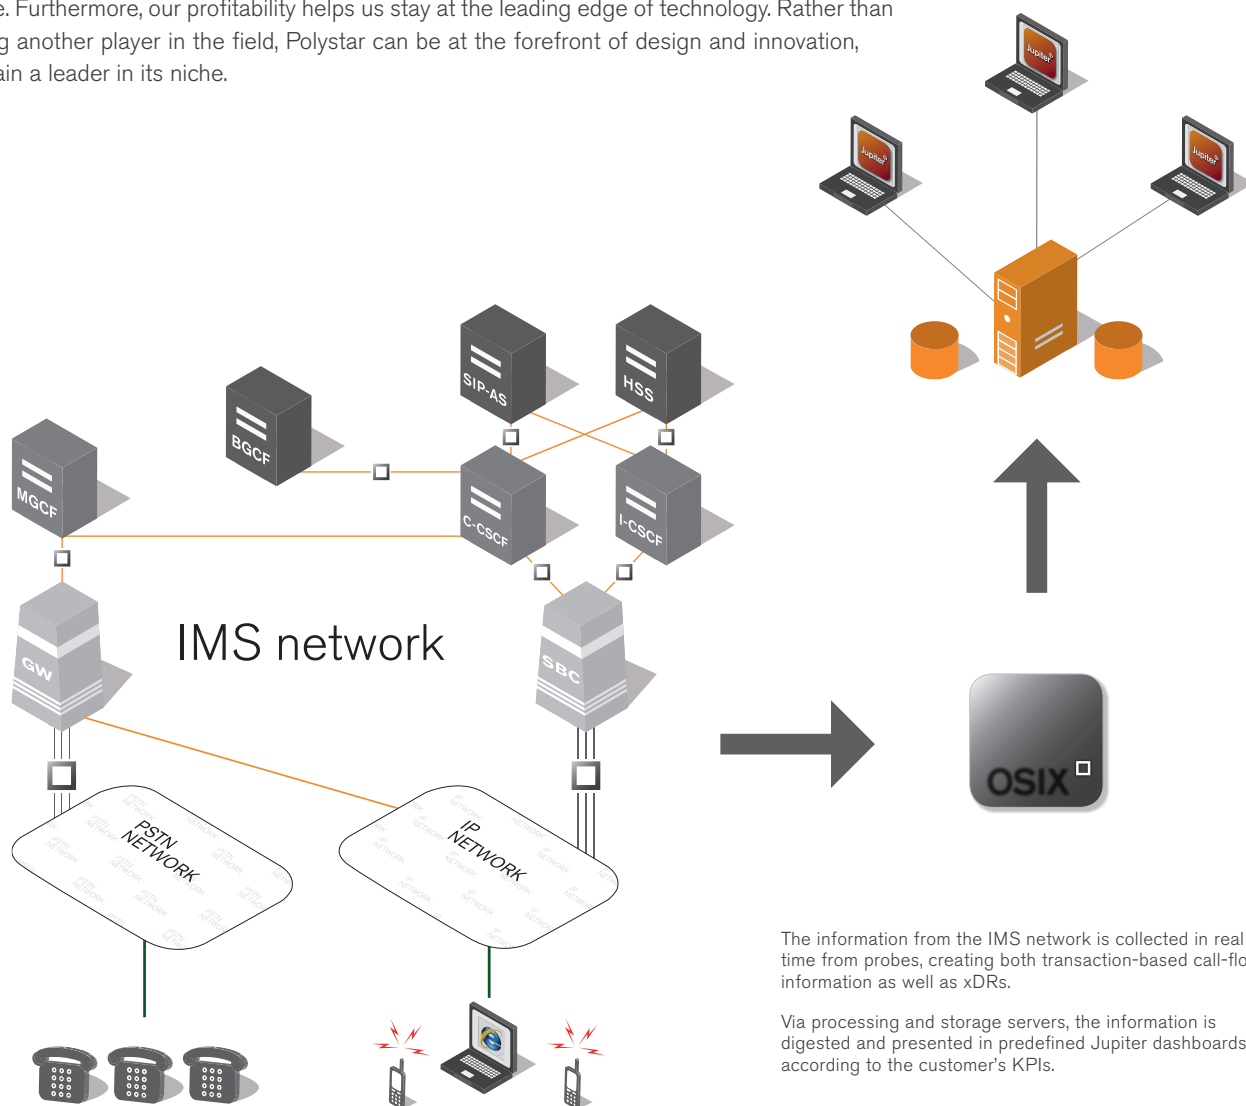 e. Furthermore, our profitability helps us stay at the leading edge of technology. Rather than
g another player in the field, Polystar can be at the forefront of design and innovation,
ain a leader in its niche.
Jupiter
Jupiter
Jupiter
SIP-AS
HSS
BGCF
MGCF
C-CSCF
I-CSCF
IMS network
GW
SBC
OSIX
PSTN
NETWORK
IP
NETWORK
The information from the IMS network is collected in real
time from probes, creating both transaction-based call-flo
information as well as xDRs.
Via processing and storage servers, the information is
digested and presented in predefined Jupiter dashboards
according to the customer's KPIs.